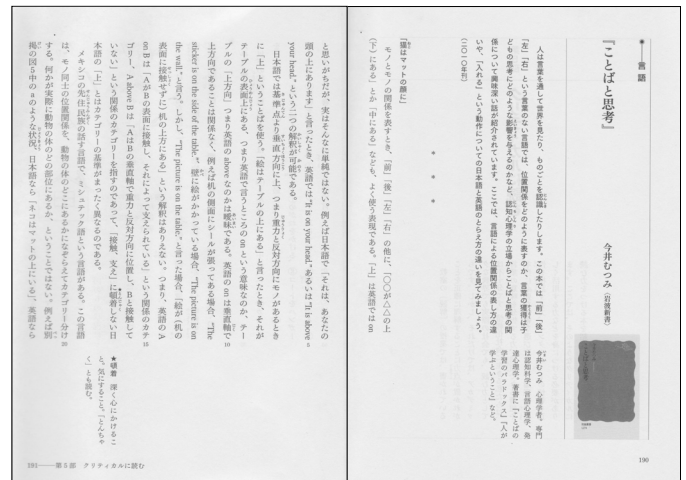 言語
『ことばと思考』
今井むつみ（岩波新書）
今井むつみ　心理学者。専門
は認知科学、言語心理学、発
達心理学。著書に『ことばの
学習のパラドックス』『人が
学ぶということ』など。
人は言葉を通して世界を見たり、ものごとを認識したりします。この本では「前」「後」
「左」「右」という言葉のない言語では、位置関係をどのように表すのか、言葉の獲得は子
どもの思考にどのような影響を与えるのかなど、認知心理学の立場からことばと思考の関
係について興味深い話が紹介されています。ここでは、言語による位置関係の表し方の違
いや、「入れる」という動作についての日本語と英語のとらえ方の違いを見てみましょう。
（二〇一〇年刊）
＊　＊　＊
「猫はマットの顔に」
モノとモノの関係を表すとき、「前」「後」「左」「右」の他に、「〇〇が△△の上
（下）にある」とか「中にある」なども、よく使う表現である。「上」は英語では on
190
と思いがちだが、実はそんなに単純ではない。例えば日本語で「それは、あなたの
頭の上にあります」と言ったとき、英語では "It is on your head." あるいは "It is above
your head." という二つの解釈が可能である。
日本語では基準点より垂直方向に上、つまり重力と反対方向にモノがあるとき
に「上」ということばを使う。「絵はテーブルの上にある」と言ったとき、それが
テーブルの表面上にある、つまり英語で言うところの on という意味なのか、テー
ブルの「上方向」つまり英語の above なのかは曖昧である。英語の on は垂直軸で
上方向であることは関係なく、例えば机の側面にシールが張ってある場合、"The
sticker is on the side of the table." 壁に絵がかかっている場合、"The picture is on
the wall." と言う。しかし、"The picture is on the table." と言った場合、「絵が（机の
表面に接触せずに）机の上方にある」という解釈はありえない。つまり、英語の A
on B は「AがBの表面に接触し、それによって支えられている」という関係のカテ
ゴリー、A above B は「AはBの垂直軸で重力と反対方向に位置し、Bと接触して
いない」という関係のカテゴリーを指すのであって、「接触、支え」に頓着しない日
本語の「上」とはカテゴリーの基準がまったく異なるのである。
メキシコの先住民族の話す言語で、ミシュテック語という言語がある。この言語
は、モノ同士の位置関係を、動物の体のどこにあるかになぞらえてカテゴリー分け
する。何かが実際に動物の体のどの部位にあるか、ということではない。例えば別
掲の図5中のaのような状況、日本語なら「ネコはマットの上にいる」、英語なら
★頓着　深く心にかけるこ
と。気にすること。「とんちゃ
く」とも読む。
191――第5部　クリティカルに読む